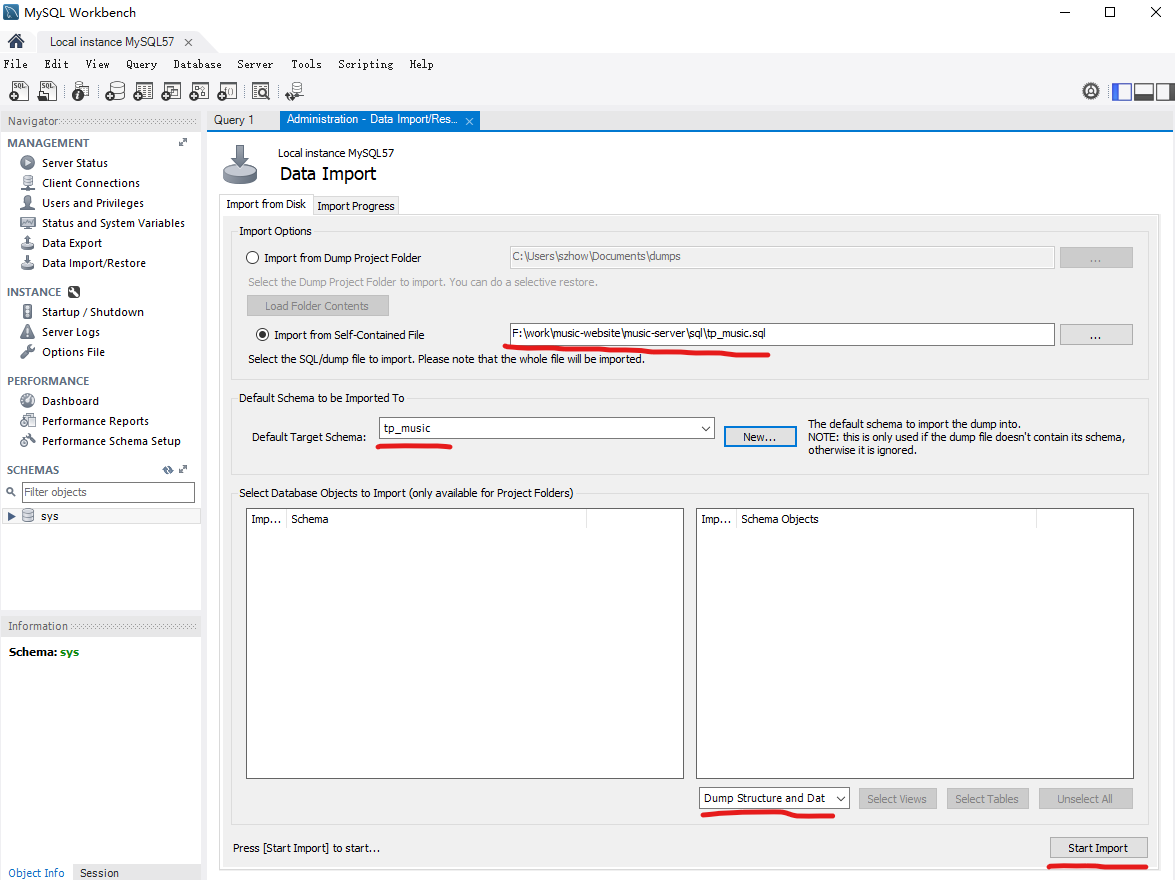 MySQL Workbench
Local instance MySQL57
File Edit View Query Database Server Tools Scripting Help
Navigator
MANAGEMENT
Server Status
Client Connections
Users and Privileges
Status and System Variables
Data Export
Data Import/Restore
INSTANCE
Startup / Shutdown
Server Logs
Options File
PERFORMANCE
Dashboard
Performance Reports
Performance Schema Setup
SCHEMAS
Filter objects
sys
Information
Schema: sys
Object Info Session
Query 1 Administration - Data Import/Res...
Local instance MySQL57
Data Import
Import from Disk Import Progress
Import Options
Import from Dump Project Folder C:\Users\szhow\Documents\dumps ...
Select the Dump Project Folder to import. You can do a selective restore.
Load Folder Contents
Import from Self-Contained File F:\work\music-website\music-server\sql\tp_music.sql ...
Select the SQL/dump file to import. Please note that the whole file will be imported.
Default Schema to be Imported To
Default Target Schema: tp_music New...
The default schema to import the dump into.
NOTE: this is only used if the dump file doesn't contain its schema,
otherwise it is ignored.
Select Database Objects to Import (only available for Project Folders)
Imp... Schema
Imp... Schema Objects
Dump Structure and Dat Select Views Select Tables Unselect All
Press [Start Import] to start... Start Import